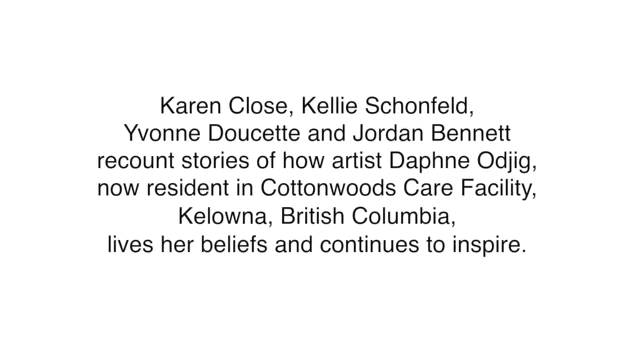 Karen Close, Kellie Schonfeld,
Yvonne Doucette and Jordan Bennett
recount stories of how artist Daphne Odjig,
now resident in Cottonwoods Care Facility,
Kelowna, British Columbia,
lives her beliefs and continues to inspire.